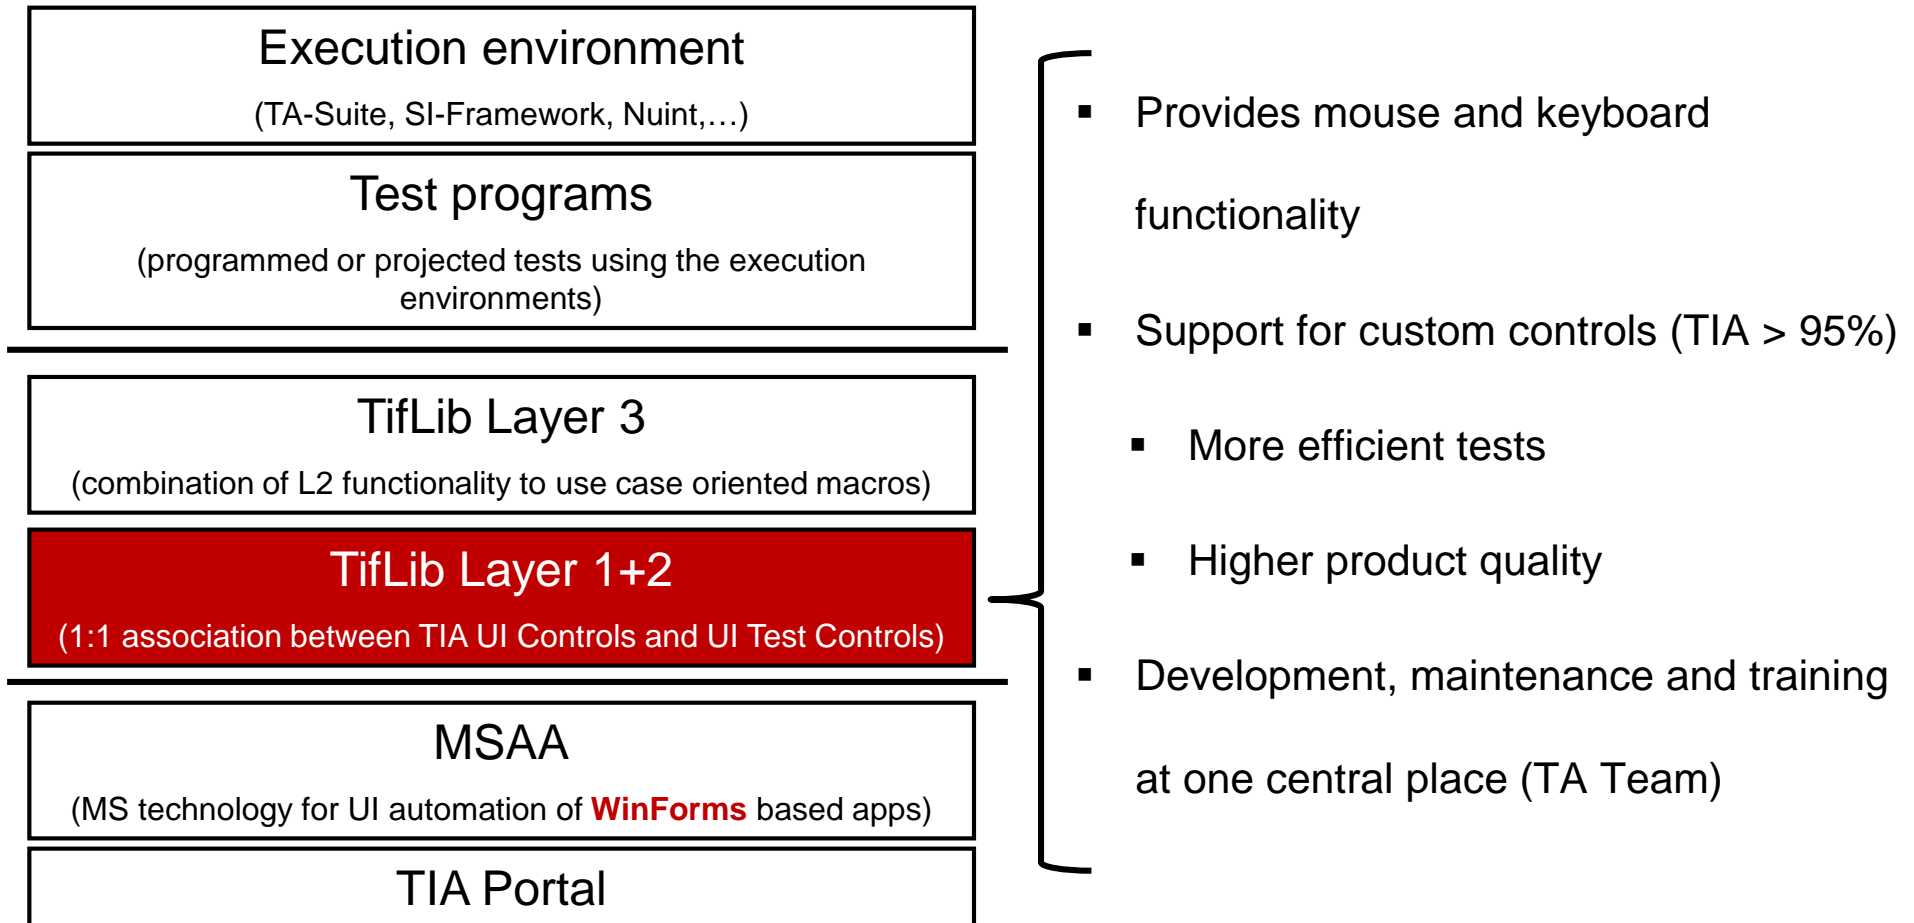 Execution environment
(TA-Suite, SI-Framework, Nuint,…)
Test programs
(programmed or projected tests using the execution
environments)
TifLib Layer 3
(combination of L2 functionality to use case oriented macros)
TifLib Layer 1+2
(1:1 association between TIA UI Controls and UI Test Controls)
MSAA
(MS technology for UI automation of WinForms based apps)
TIA Portal
▪ Provides mouse and keyboard
functionality
▪ Support for custom controls (TIA > 95%)
▪ More efficient tests
▪ Higher product quality
▪ Development, maintenance and training
at one central place (TA Team)